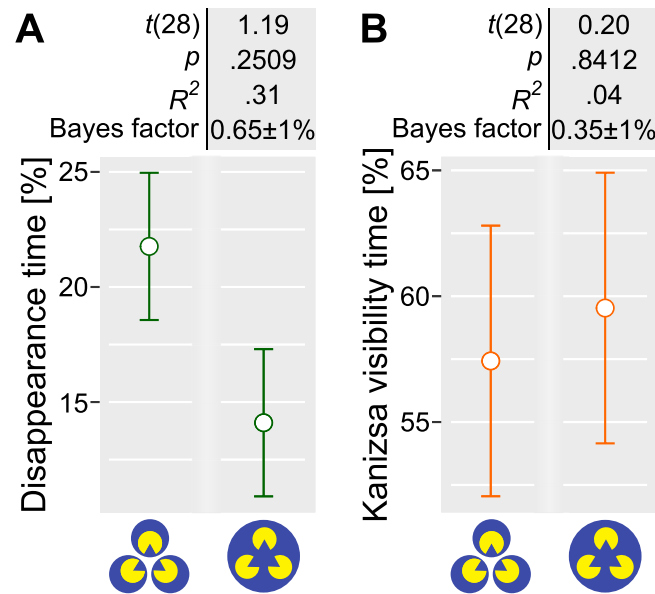 A
t(28) 1.19
p .2509
R² .31
Bayes factor 0.65±1%
Disappearance time [%]
25
20
15
B
t(28) 0.20
p .8412
R² .04
Bayes factor 0.35±1%
Kanizsa visibility time [%]
65
60
55